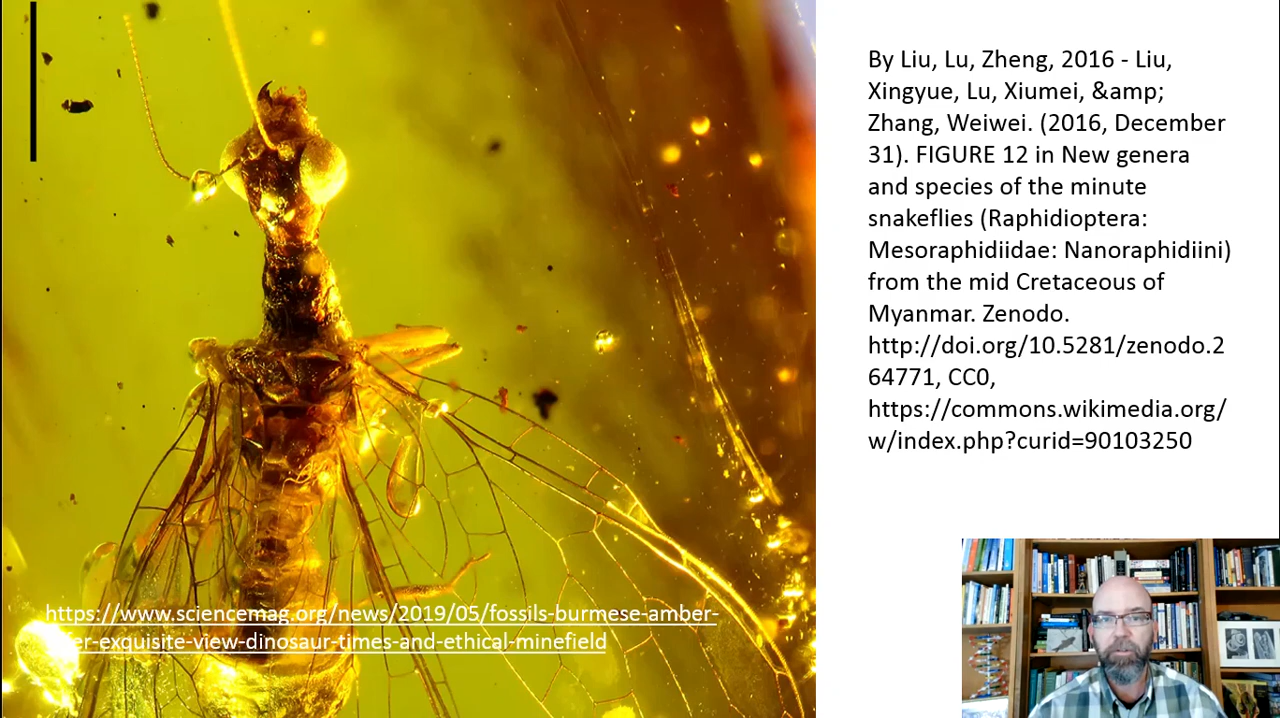 By Liu, Lu, Zheng, 2016 - Liu,
Xingyue, Lu, Xiumei, &amp;
Zhang, Weiwei. (2016, December
31). FIGURE 12 in New genera
and species of the minute
snakeflies (Raphidioptera:
Mesoraphidiidae: Nanoraphidiini)
from the mid Cretaceous of
Myanmar. Zenodo.
http://doi.org/10.5281/zenodo.2
64771, CC0,
https://commons.wikimedia.org/
w/index.php?curid=90103250
https://www.sciencemag.org/news/2019/05/fossils-burmese-amber-
er-exquisite-view-dinosaur-times-and-ethical-minefield